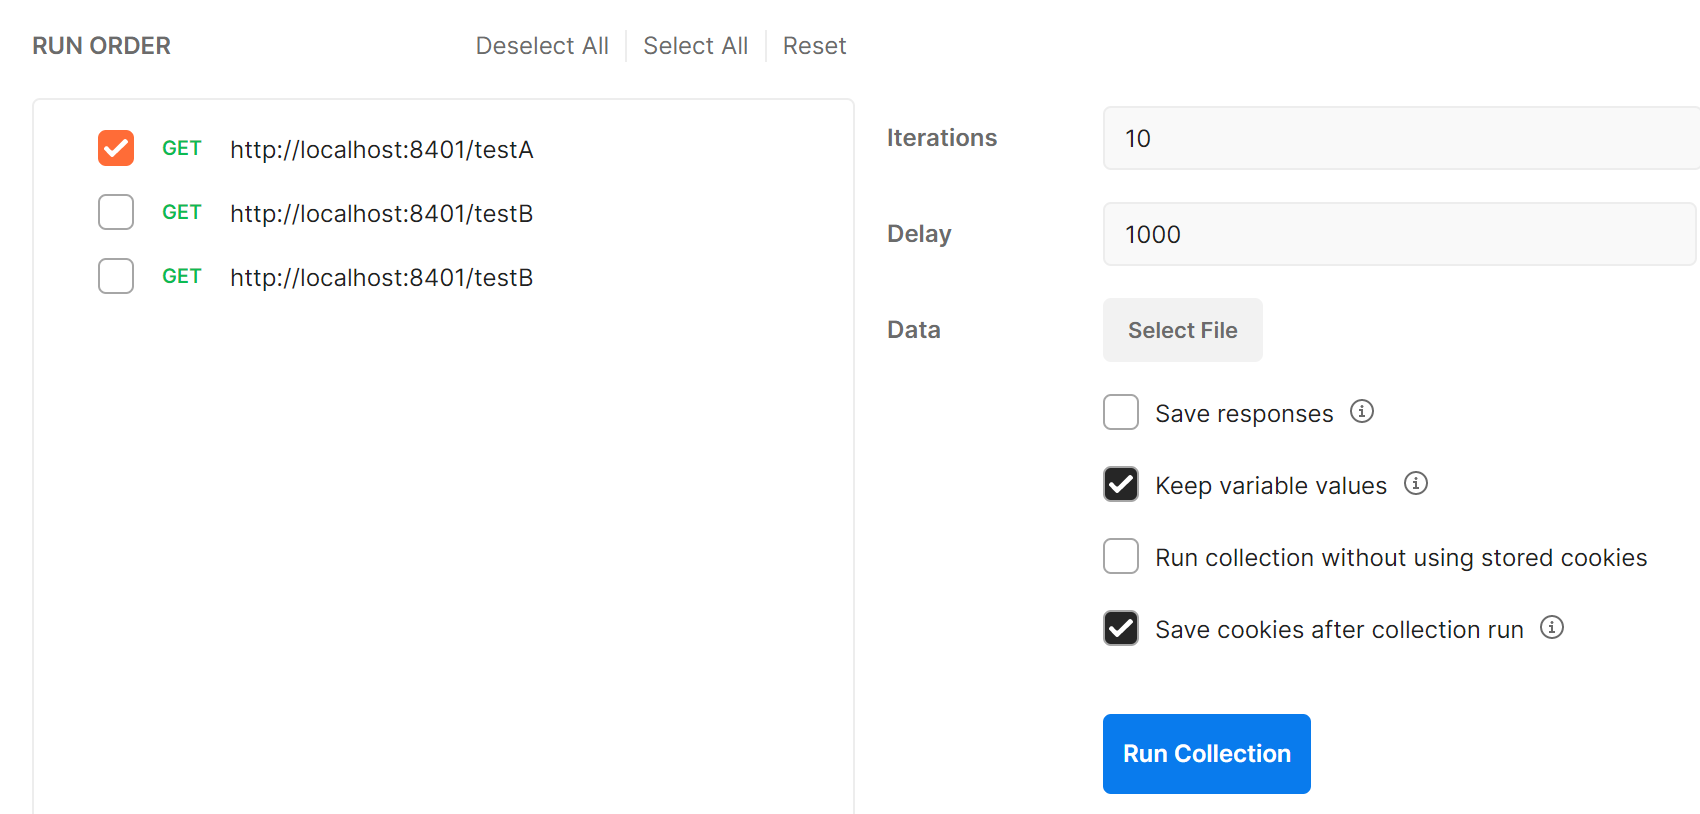 RUN ORDER Deselect All Select All Reset
GET http://localhost:8401/testA
GET http://localhost:8401/testB
GET http://localhost:8401/testB
Iterations 10
Delay 1000
Data Select File
Save responses
Keep variable values
Run collection without using stored cookies
Save cookies after collection run
Run Collection